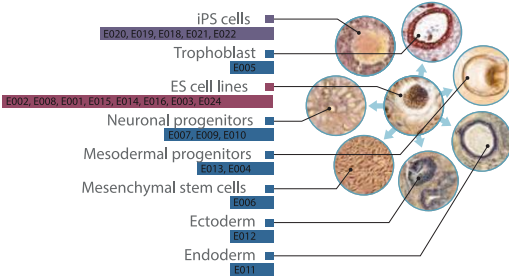 iPS cells
E020, E019, E018, E021, E022
Trophoblast
E005
ES cell lines
E002, E008, E001, E015, E014, E016, E003, E024
Neuronal progenitors
E007, E009, E010
Mesodermal progenitors
E013, E004
Mesenchymal stem cells
E006
Ectoderm
E012
Endoderm
E011